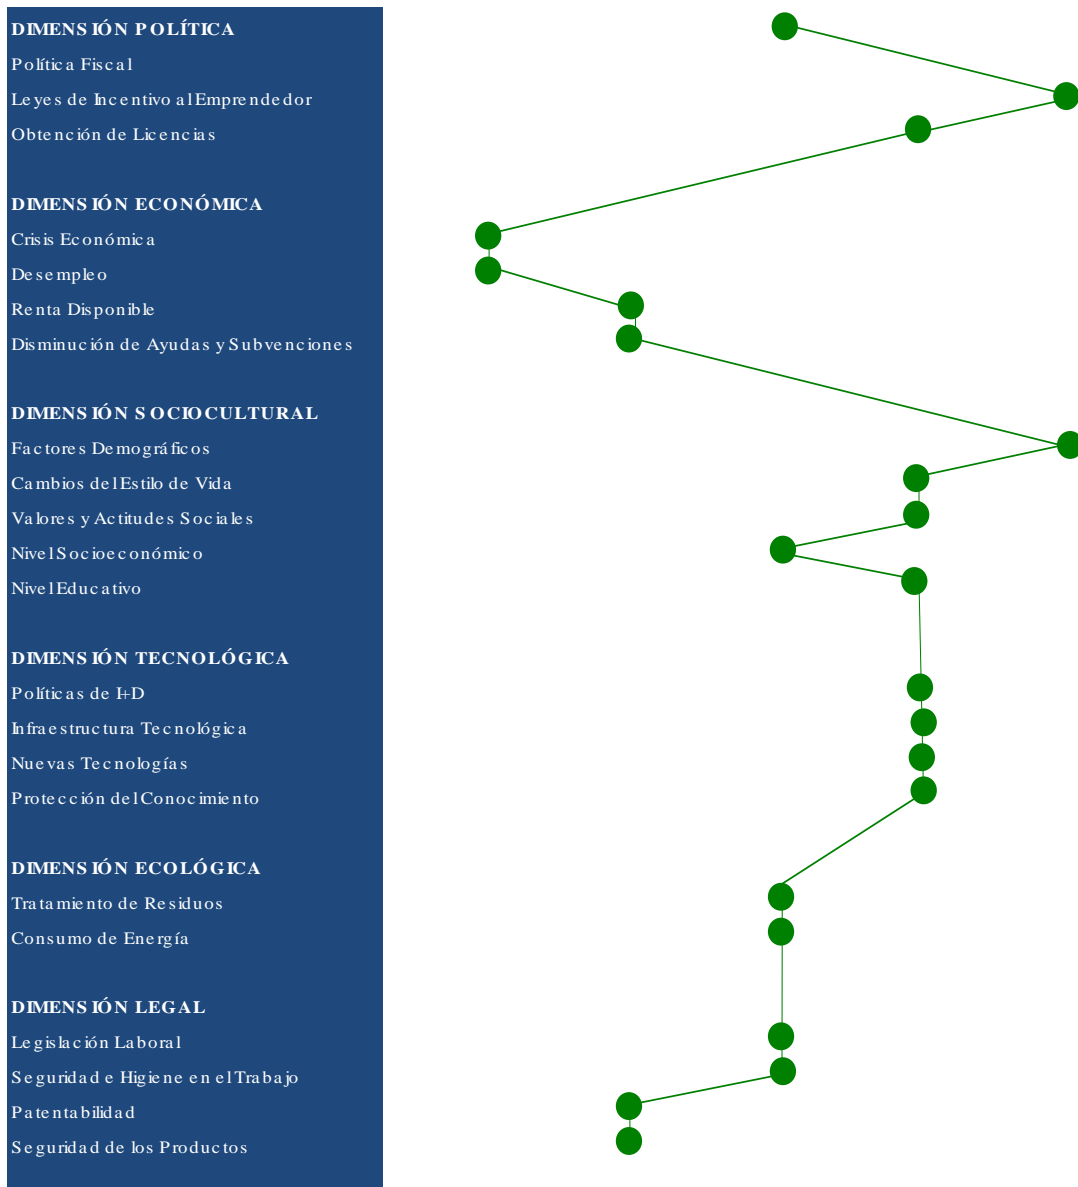 DIMENSIÓN POLÍTICA
Política Fiscal
Leyes de Incentivo al Emprendedor
Obtención de Licencias
DIMENSIÓN ECONÓMICA
Crisis Económica
Desempleo
Renta Disponible
Disminución de Ayudas y Subvenciones
DIMENSIÓN SOCIOCULTURAL
Factores Demográficos
Cambios del Estilo de Vida
Valores y Actitudes Sociales
Nivel Socioeconómico
Nivel Educativo
DIMENSIÓN TECNOLÓGICA
Políticas de I+D
Infraestructura Tecnológica
Nuevas Tecnologías
Protección del Conocimiento
DIMENSIÓN ECOLÓGICA
Tratamiento de Residuos
Consumo de Energía
DIMENSIÓN LEGAL
Legislación Laboral
Seguridad e Higiene en el Trabajo
Patentabilidad
Seguridad de los Productos